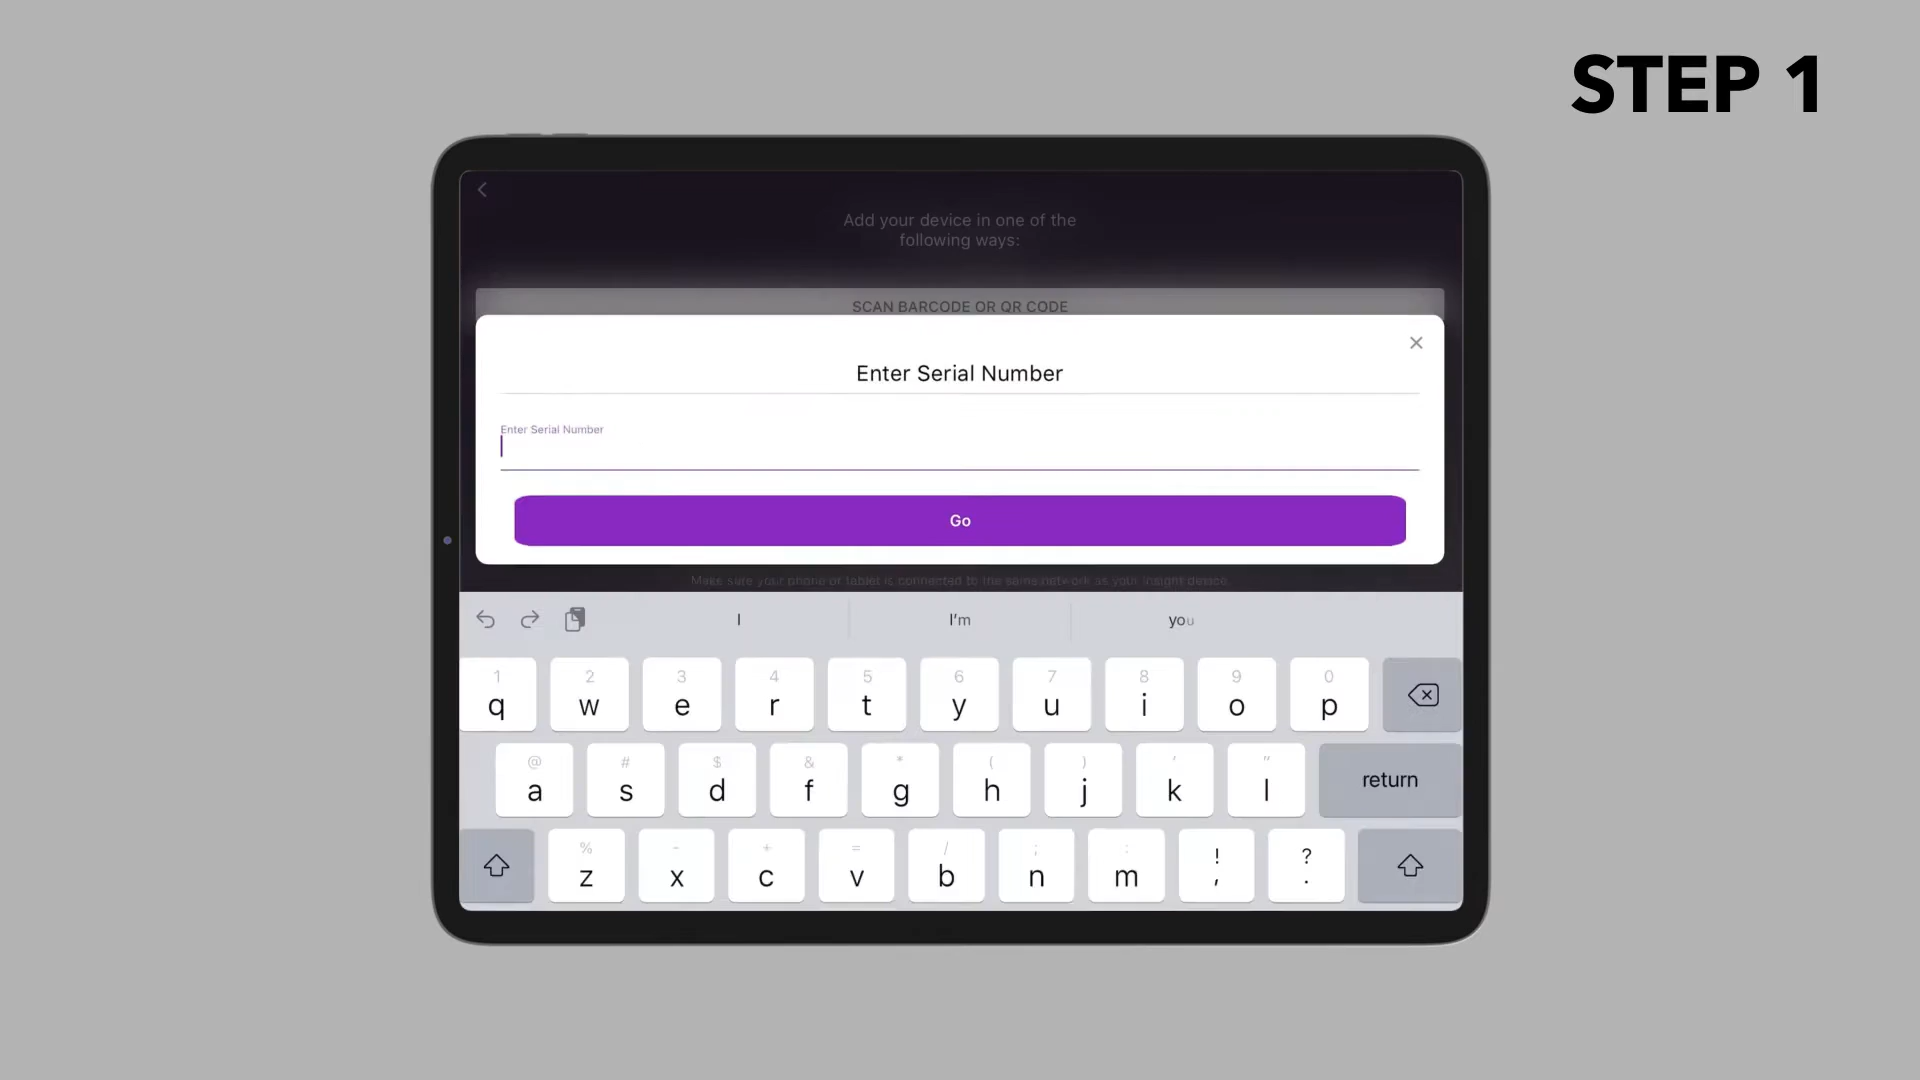 STEP 1
Add your device in one of the
following ways:
SCAN BARCODE OR QR CODE
Enter Serial Number
Enter Serial Number
Go
Make sure your phone or tablet is connected to the same network as your Insight device.
I I'm you
1 2 3 4 5 6 7 8 9 0
q w e r t y u i o p
@ # $ & * ( ) ' "
a s d f g h j k l return
% - + = / ; : ! ?
z x c v b n m , .